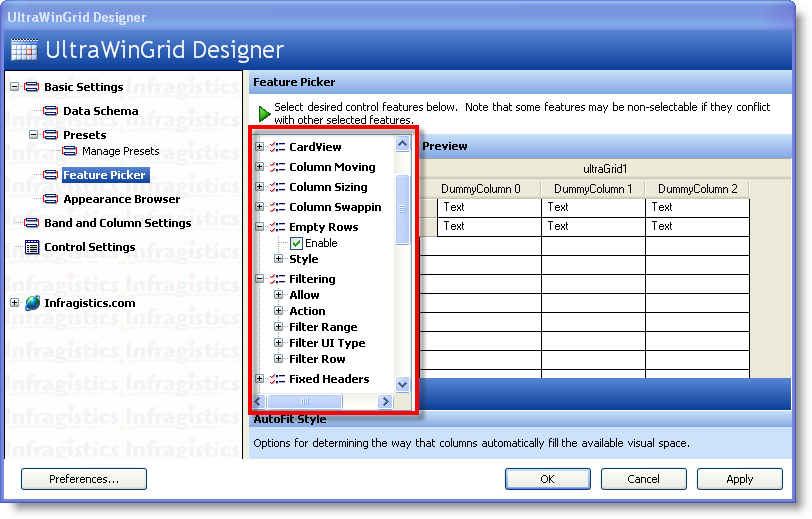 UltraWinGrid Designer
UltraWinGrid Designer
Basic Settings
Data Schema
Presets
Manage Presets
Feature Picker
Appearance Browser
Band and Column Settings
Control Settings
Infragistics.com
Feature Picker
Select desired control features below. Note that some features may be non-selectable if they conflict
with other selected features.
CardView
Column Moving
Column Sizing
Column Swappin
Empty Rows
Enable
Style
Filtering
Allow
Action
Filter Range
Filter UI Type
Filter Row
Fixed Headers
Preview
ultraGrid1
DummyColumn 0 DummyColumn 1 DummyColumn 2
Text Text Text
Text Text Text
AutoFit Style
Options for determining the way that columns automatically fill the available visual space.
Preferences... OK Cancel Apply